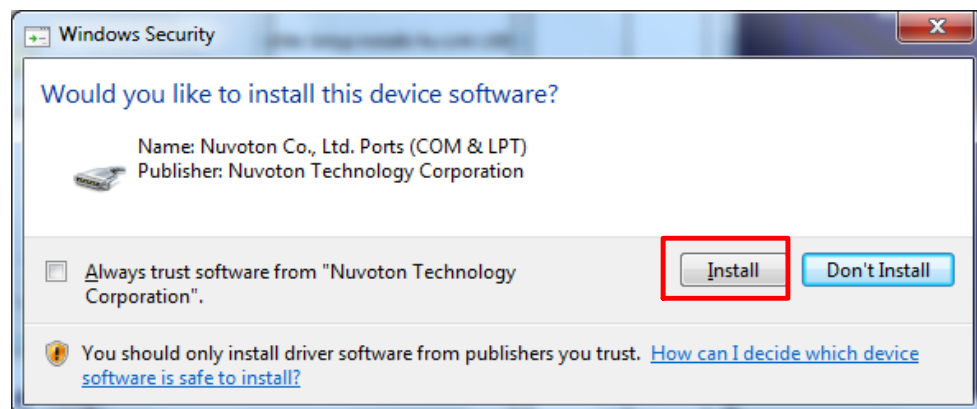 Windows Security
Would you like to install this device software?
Name: Nuvoton Co., Ltd. Ports (COM & LPT)
Publisher: Nuvoton Technology Corporation
Always trust software from "Nuvoton Technology
Corporation".
Install
Don't Install
You should only install driver software from publishers you trust. How can I decide which device
software is safe to install?